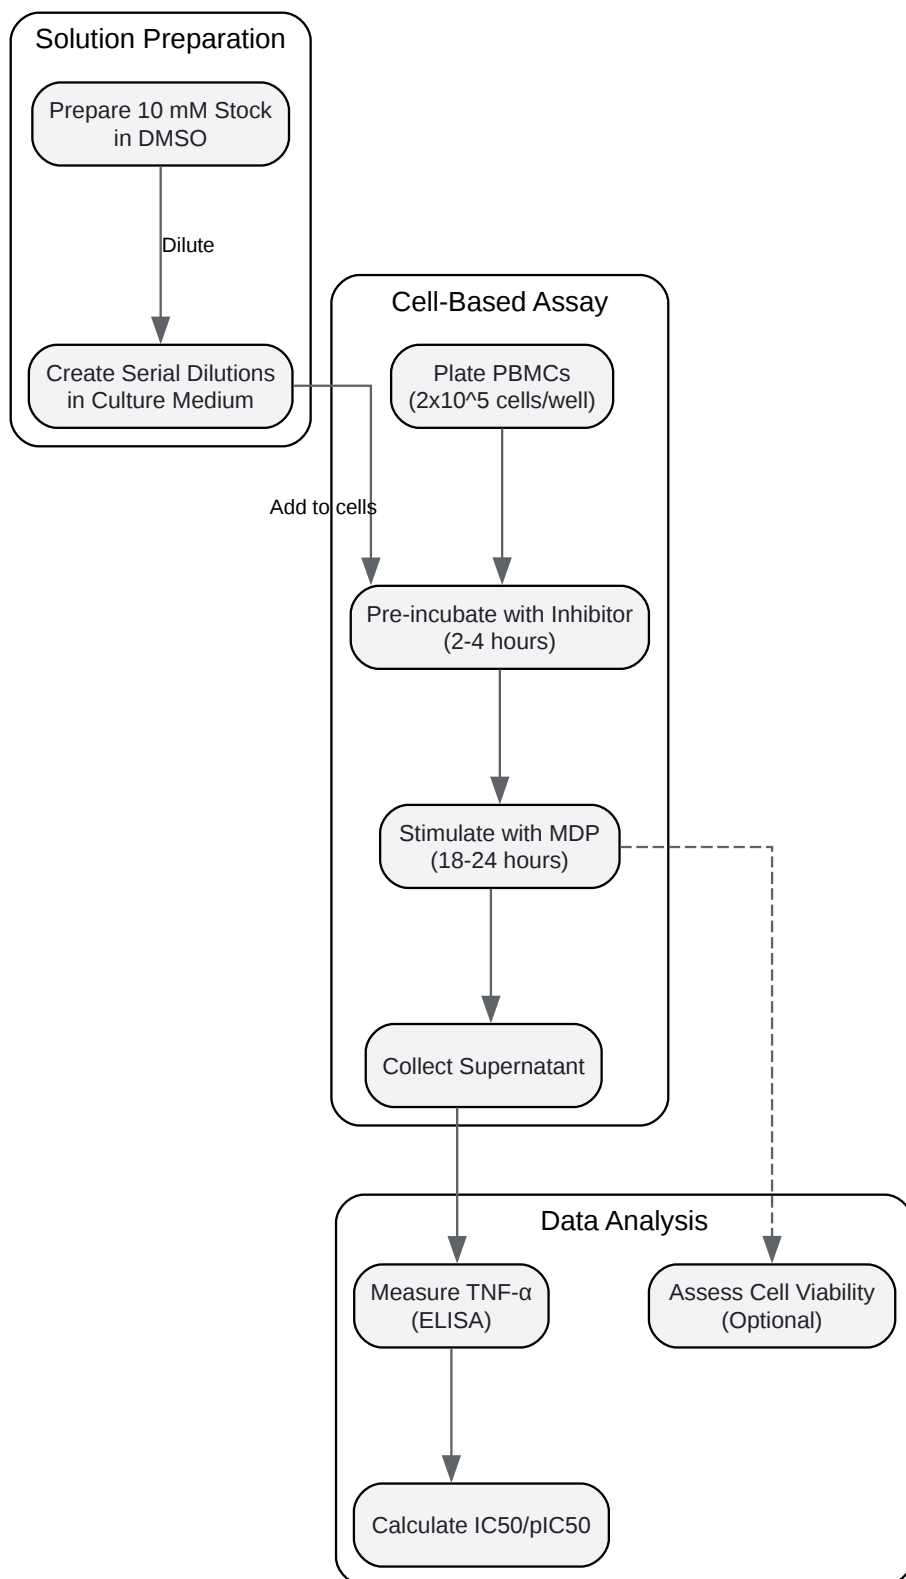 Solution Preparation
Prepare 10 mM Stock
in DMSO
Dilute
Create Serial Dilutions
in Culture Medium
Add to cells
Cell-Based Assay
Plate PBMCs
(2x10^5 cells/well)
Pre-incubate with Inhibitor
(2-4 hours)
Stimulate with MDP
(18-24 hours)
Collect Supernatant
Data Analysis
Measure TNF-α
(ELISA)
Assess Cell Viability
(Optional)
Calculate IC50/pIC50